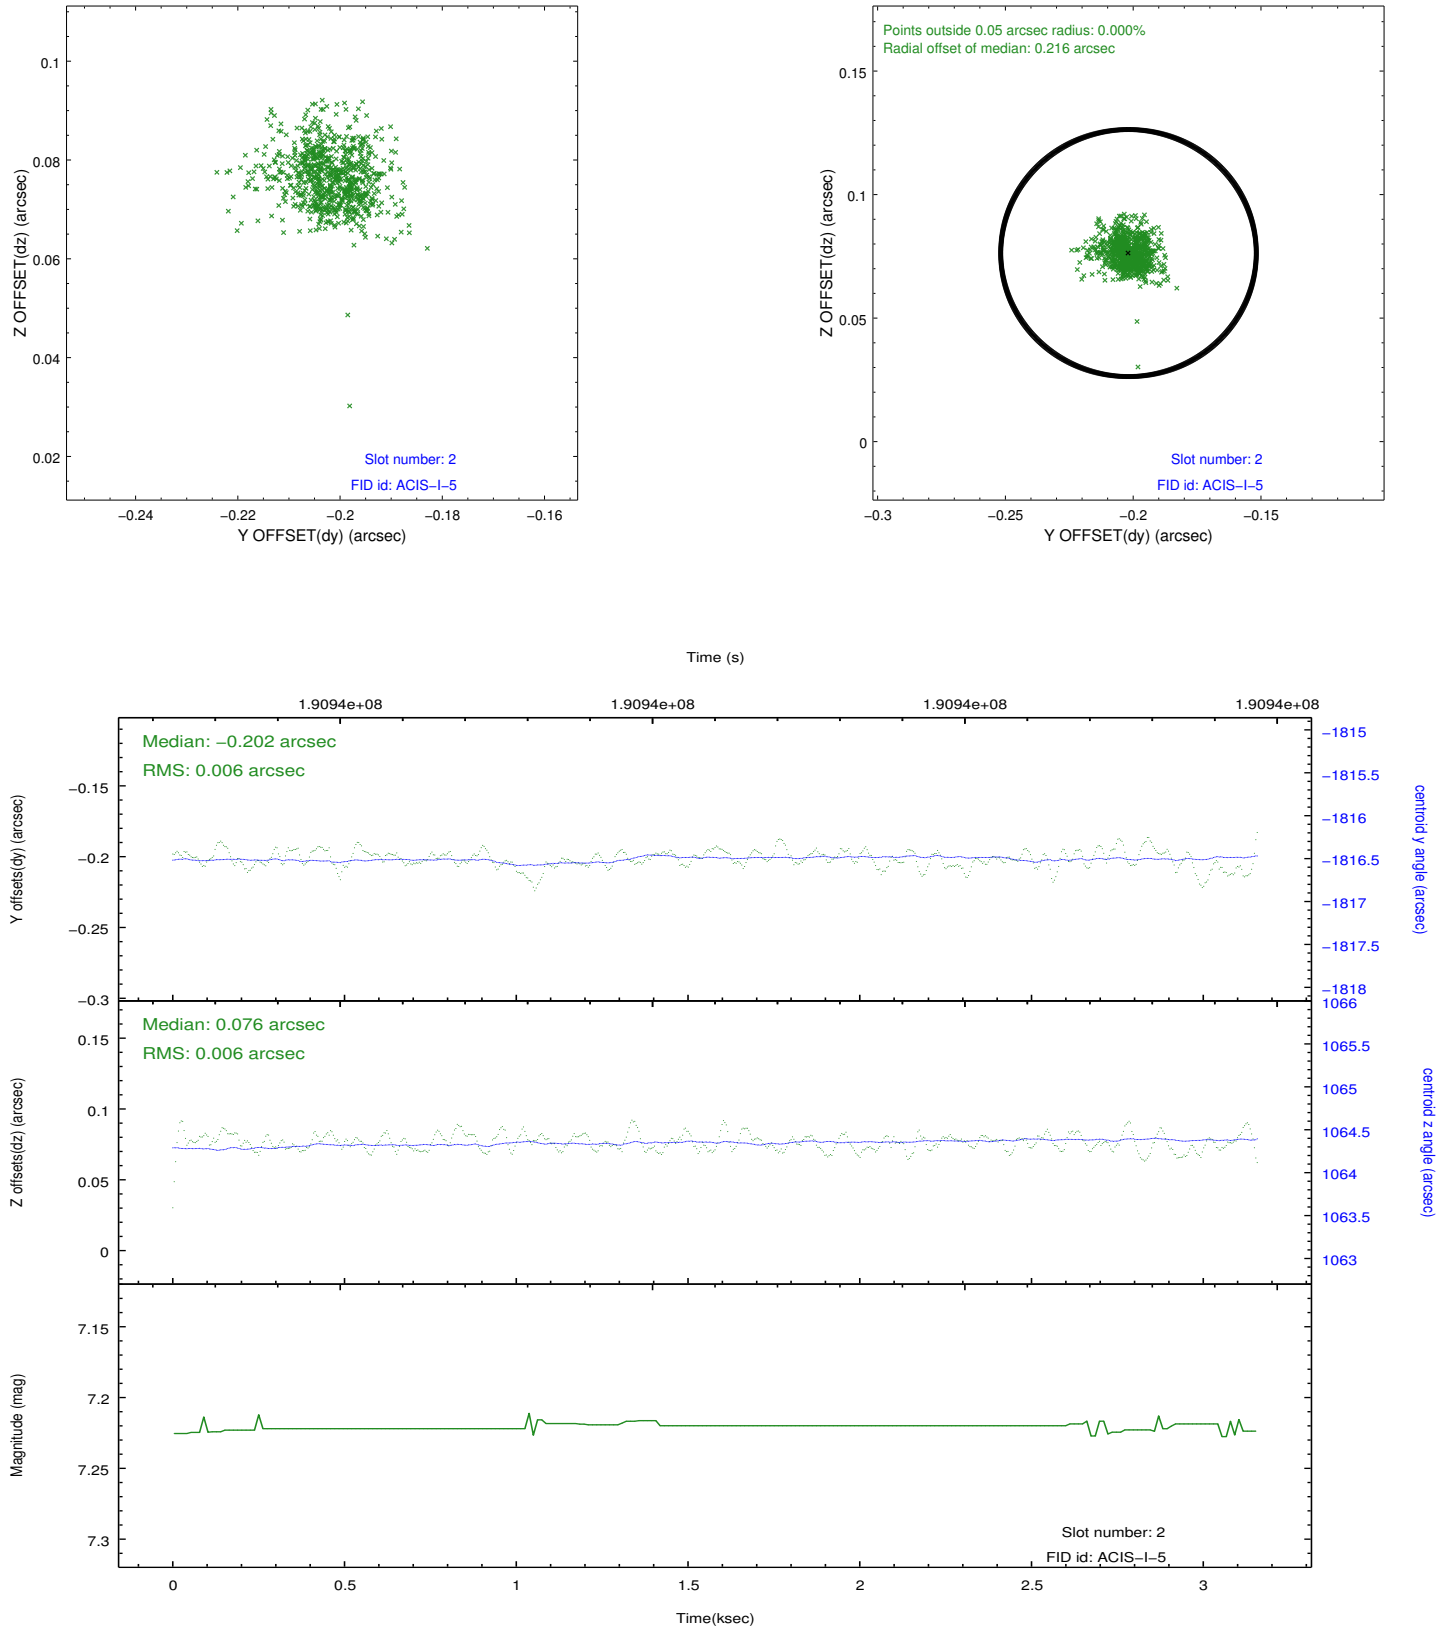 0.1
0.08
0.06
0.04
0.02
Z OFFSET(dz) (arcsec)
Slot number: 2
FID id: ACIS−I−5
−0.24
−0.22
−0.2
−0.18
−0.16
Y OFFSET(dy) (arcsec)
Points outside 0.05 arcsec radius: 0.000%
Radial offset of median: 0.216 arcsec
0.15
0.1
0.05
0
Z OFFSET(dz) (arcsec)
Slot number: 2
FID id: ACIS−I−5
−0.3
−0.25
−0.2
−0.15
Y OFFSET(dy) (arcsec)
Time (s)
1.9094e+08
1.9094e+08
1.9094e+08
1.9094e+08
Median: −0.202 arcsec
RMS: 0.006 arcsec
−0.15
−0.2
−0.25
−0.3
Y offsets(dy) (arcsec)
−1815
−1815.5
−1816
−1816.5
−1817
−1817.5
−1818
centroid y angle (arcsec)
Median: 0.076 arcsec
RMS: 0.006 arcsec
0.15
0.1
0.05
0
Z offsets(dz) (arcsec)
1066
1065.5
1065
1064.5
1064
1063.5
1063
centroid z angle (arcsec)
7.15
7.2
7.25
7.3
Magnitude (mag)
Slot number: 2
FID id: ACIS−I−5
0
0.5
1
1.5
2
2.5
3
Time(ksec)